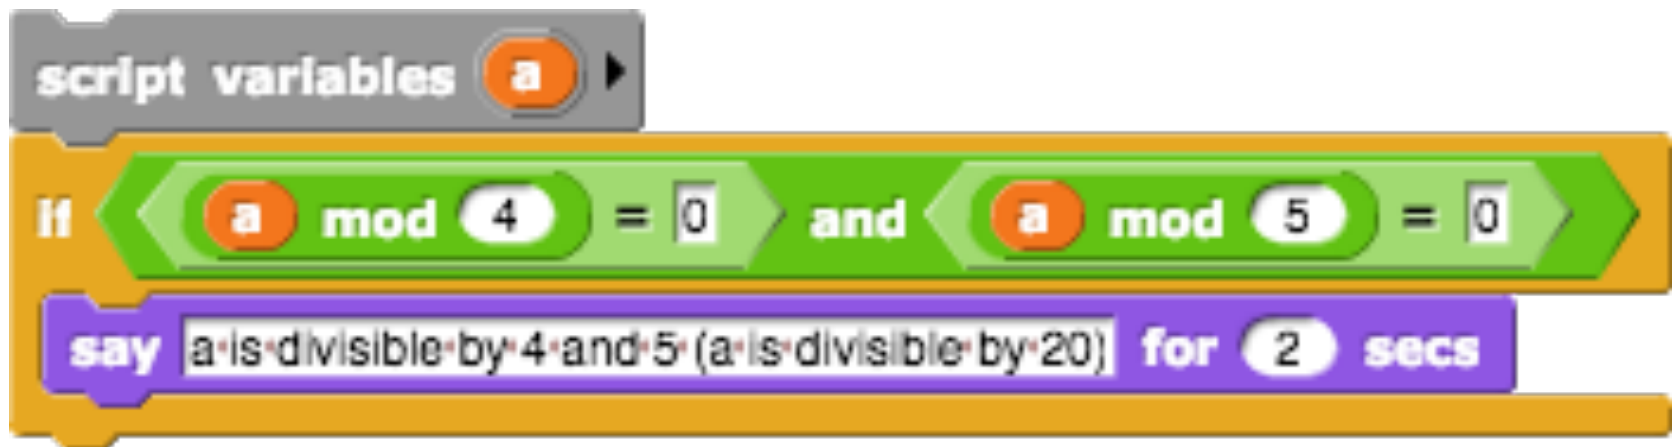 script variables a
if a mod 4 = 0 and a mod 5 = 0
say a is divisible by 4 and 5 (a is divisible by 20) for 2 secs